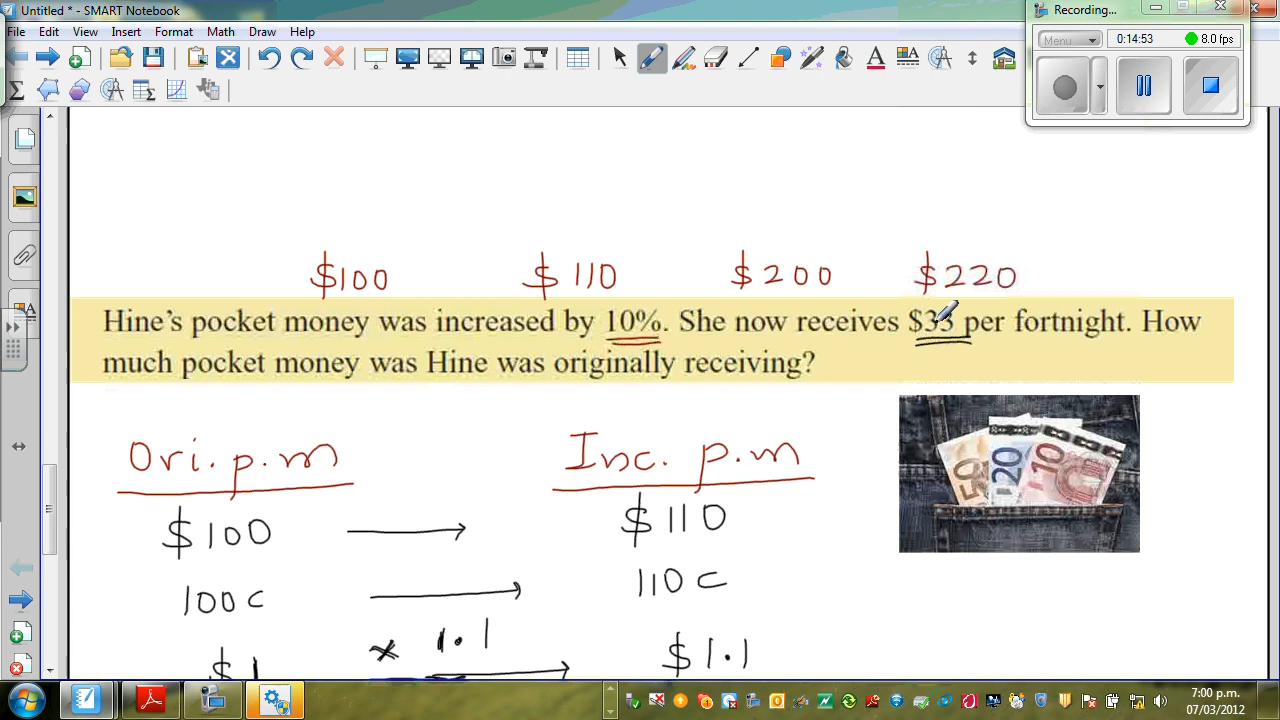 Untitled * - SMART Notebook
Recording...
File Edit View Insert Format Math Draw Help
Menu 0:14:53 8.0 fps
$100 $110 $200 $220
Hine's pocket money was increased by 10%. She now receives $33 per fortnight. How
much pocket money was Hine was originally receiving?
50 20 10
Ori. p.m Inc. p.m
$100 $110
100c 110c
* 1.1
$1 $1.1
7:00 p.m.
07/03/2012